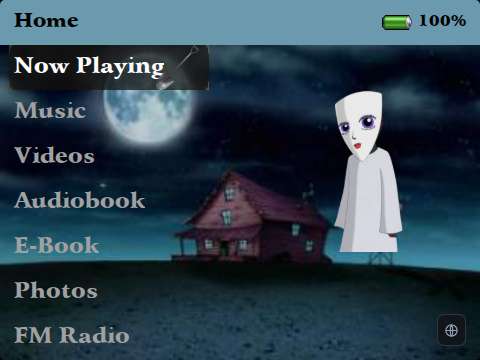 Home
100%
Now Playing
Music
Videos
Audiobook
E-Book
Photos
FM Radio